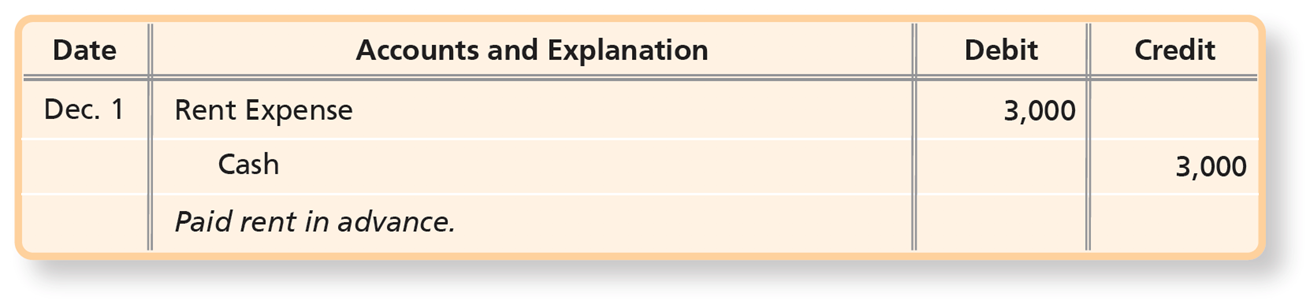 Date Accounts and Explanation Debit Credit
Dec. 1 Rent Expense 3,000
Cash 3,000
Paid rent in advance.